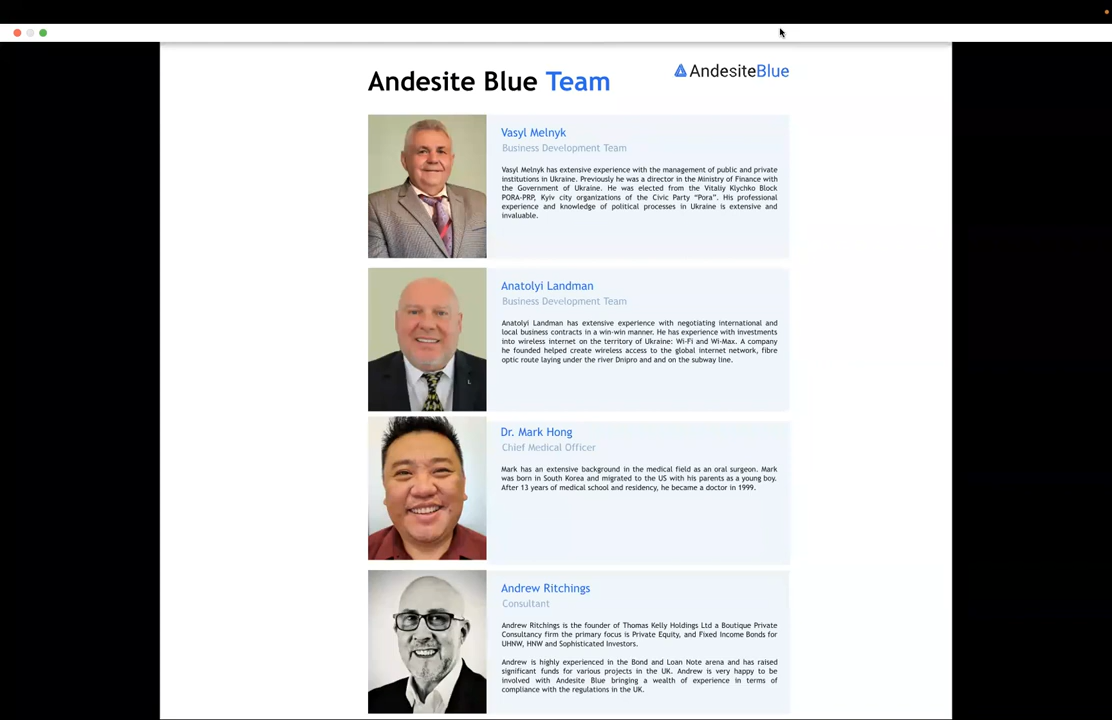 Andesite Blue Team
AndesiteBlue
Vasyl Melnyk
Business Development Team
Vasyl Melnyk has extensive experience with the management of public and private
institutions in Ukraine. Previously he was a director in the Ministry of Finance with
the Government of Ukraine. He was elected from the Vitaliy Klychko Block
PORA-PRP, Kyiv city organizations of the Civic Party “Pora”. His professional
experience and knowledge of political processes in Ukraine is extensive and
invaluable.
Anatolyi Landman
Business Development Team
Anatolyi Landman has extensive experience with negotiating international and
local business contracts in a win-win manner. He has experience with investments
into wireless internet on the territory of Ukraine: Wi-Fi and Wi-Max. A company
he founded helped create wireless access to the global internet network, fibre
optic route laying under the river Dnipro and and on the subway line.
Dr. Mark Hong
Chief Medical Officer
Mark has an extensive background in the medical field as an oral surgeon. Mark
was born in South Korea and migrated to the US with his parents as a young boy.
After 13 years of medical school and residency, he became a doctor in 1999.
Andrew Ritchings
Consultant
Andrew Ritchings is the founder of Thomas Kelly Holdings Ltd a Boutique Private
Consultancy firm the primary focus is Private Equity, and Fixed Income Bonds for
UHNW, HNW and Sophisticated Investors.
Andrew is highly experienced in the Bond and Loan Note arena and has raised
significant funds for various projects in the UK. Andrew is very happy to be
involved with Andesite Blue bringing a wealth of experience in terms of
compliance with the regulations in the UK.